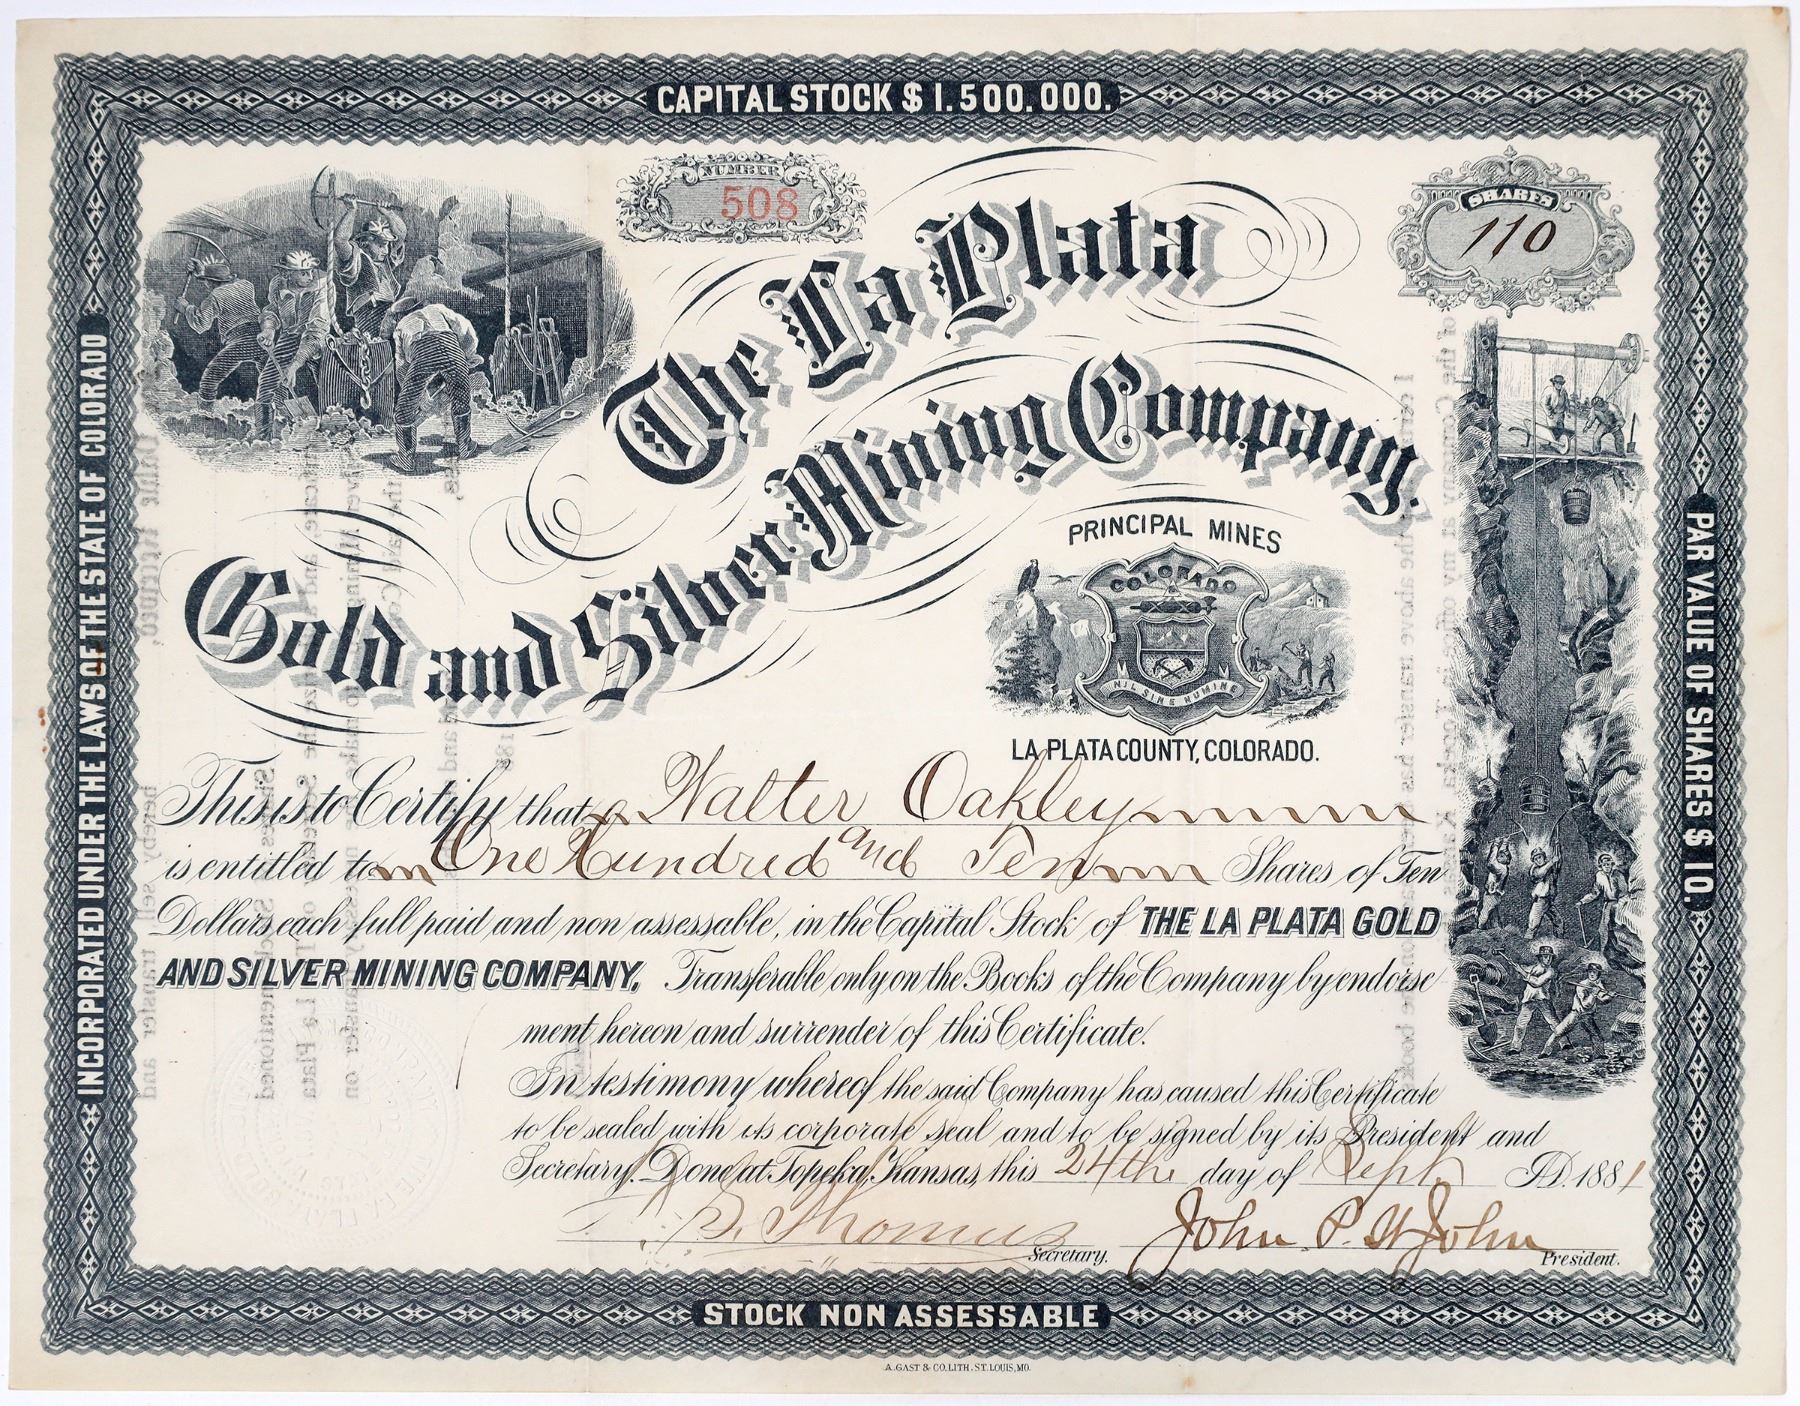 CAPITAL STOCK $1.500.000.
NUMBER
508
SHARES
110
INCORPORATED UNDER THE LAWS OF THE STATE OF COLORADO
PAR VALUE OF SHARES $10.
The La Plata
Gold and Silver Mining Company.
PRINCIPAL MINES
COLORADO
NIL SINE NUMINE
LA PLATA COUNTY, COLORADO.
This is to Certify that Walter Oakley
is entitled to One Hundred and Ten Shares of Ten
Dollars each full paid and non assessable, in the Capital Stock of THE LA PLATA GOLD
AND SILVER MINING COMPANY, Transferable only on the Books of the Company by endorse
ment hereon and surrender of this Certificate.
In testimony whereof the said Company has caused this Certificate
to be sealed with its corporate seal and to be signed by its President and
Secretary. Done at Topeka, Kansas, this 24th day of Sept AD. 1881
Thomas
Secretary.
John P. St John
President.
STOCK NON ASSESSABLE
A. GAST & CO. LITH. ST. LOUIS, MO.